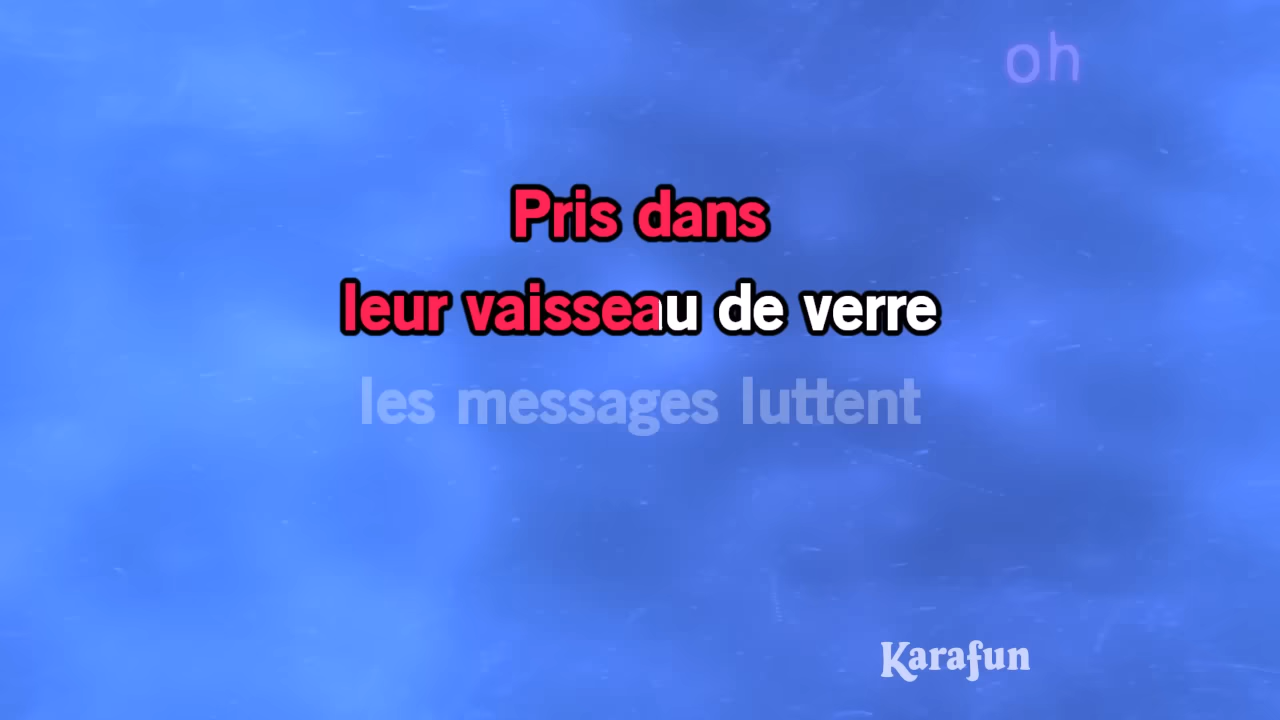 oh
Pris dans
leur vaisseau de verre
les messages luttent
Karafun